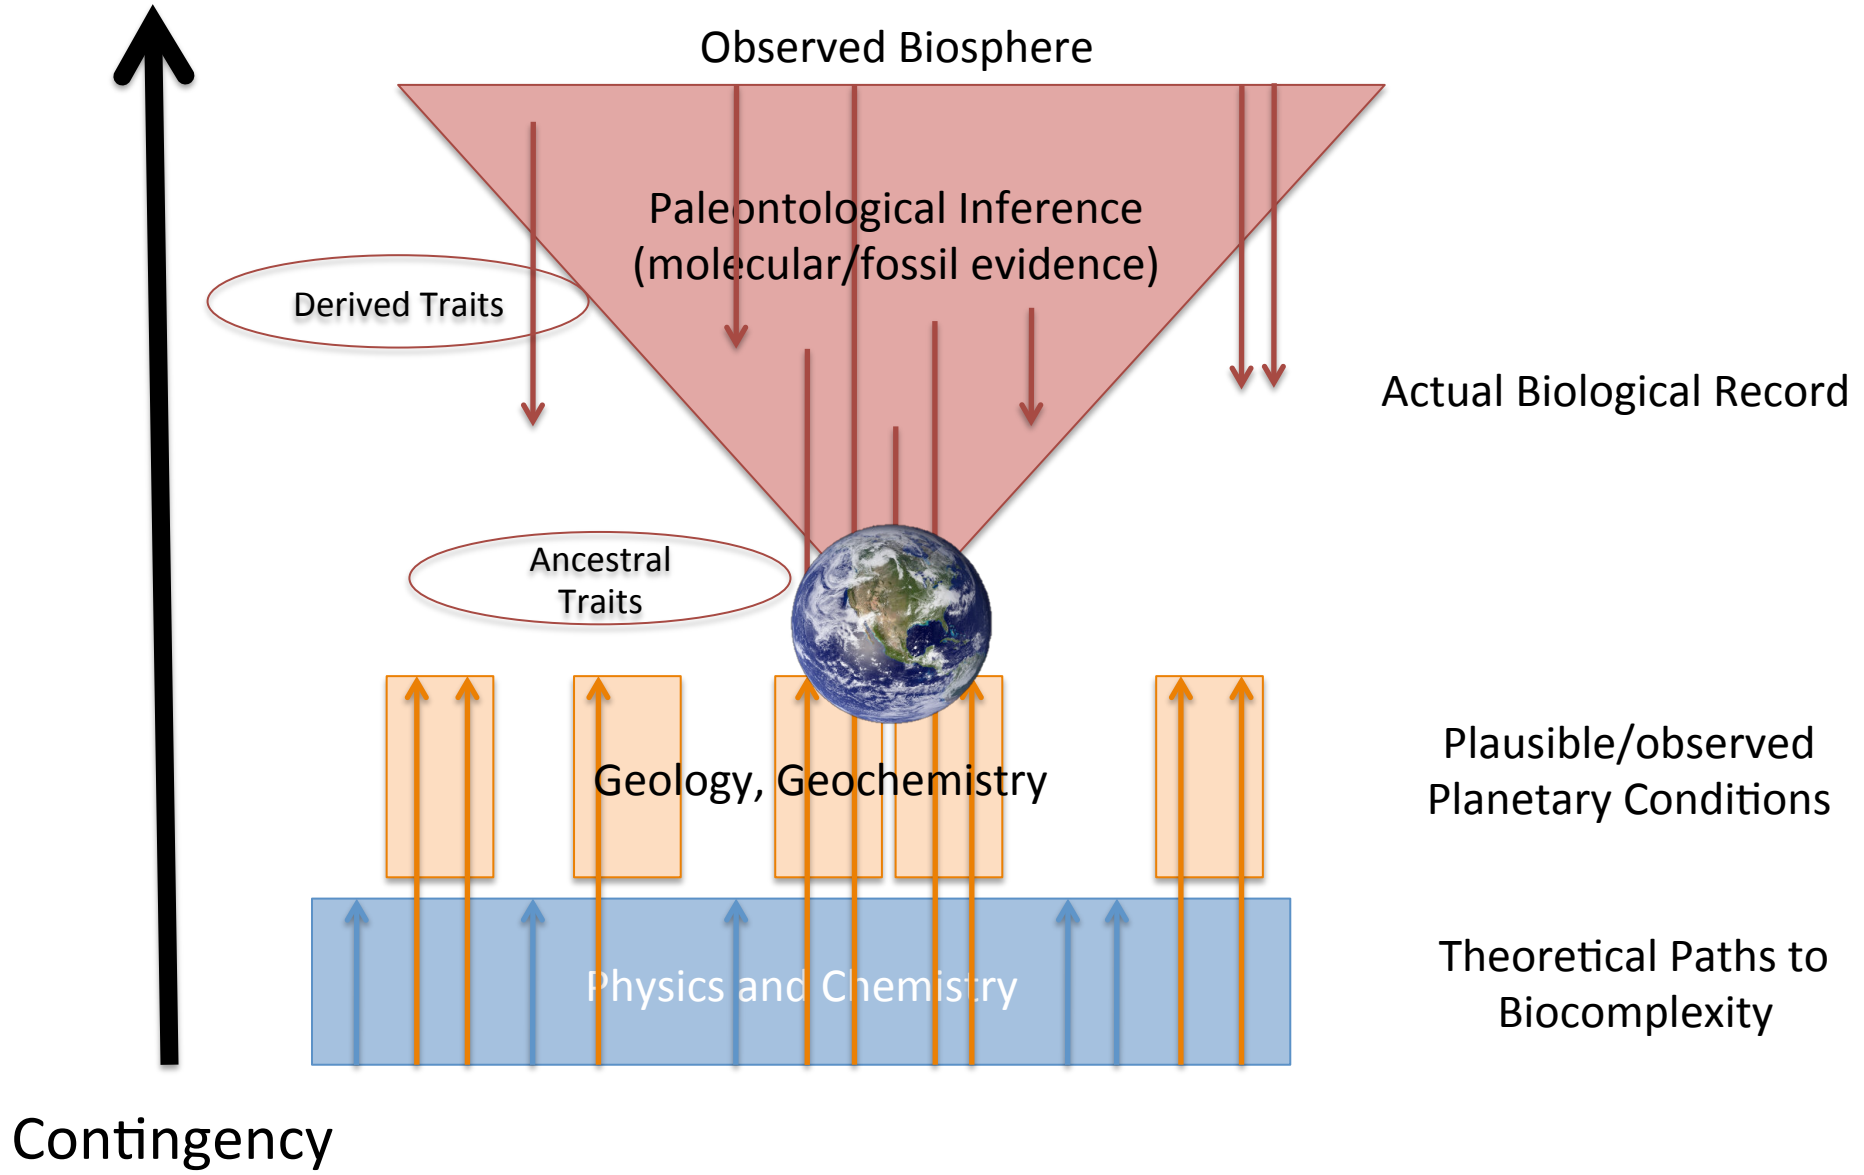 Observed Biosphere
Paleontological Inference
(molecular/fossil evidence)
Derived Traits
Actual Biological Record
Ancestral
Traits
Geology, Geochemistry
Plausible/observed
Planetary Conditions
Physics and Chemistry
Theoretical Paths to
Biocomplexity
Contingency